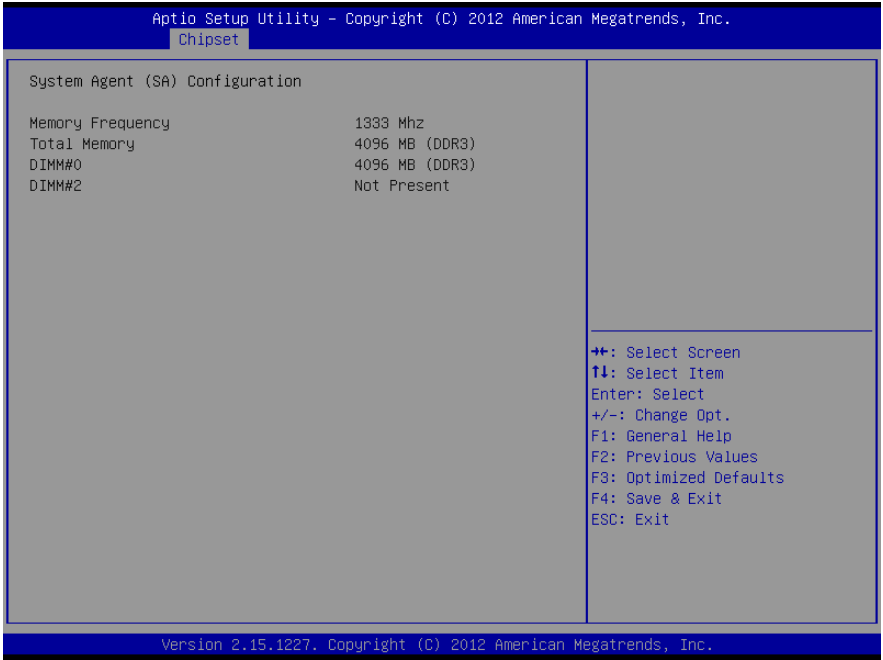 Aptio Setup Utility – Copyright (C) 2012 American Megatrends, Inc.
Chipset
System Agent (SA) Configuration
Memory Frequency 1333 Mhz
Total Memory 4096 MB (DDR3)
DIMM#0 4096 MB (DDR3)
DIMM#2 Not Present
→←: Select Screen
↑↓: Select Item
Enter: Select
+/-: Change Opt.
F1: General Help
F2: Previous Values
F3: Optimized Defaults
F4: Save & Exit
ESC: Exit
Version 2.15.1227. Copyright (C) 2012 American Megatrends, Inc.